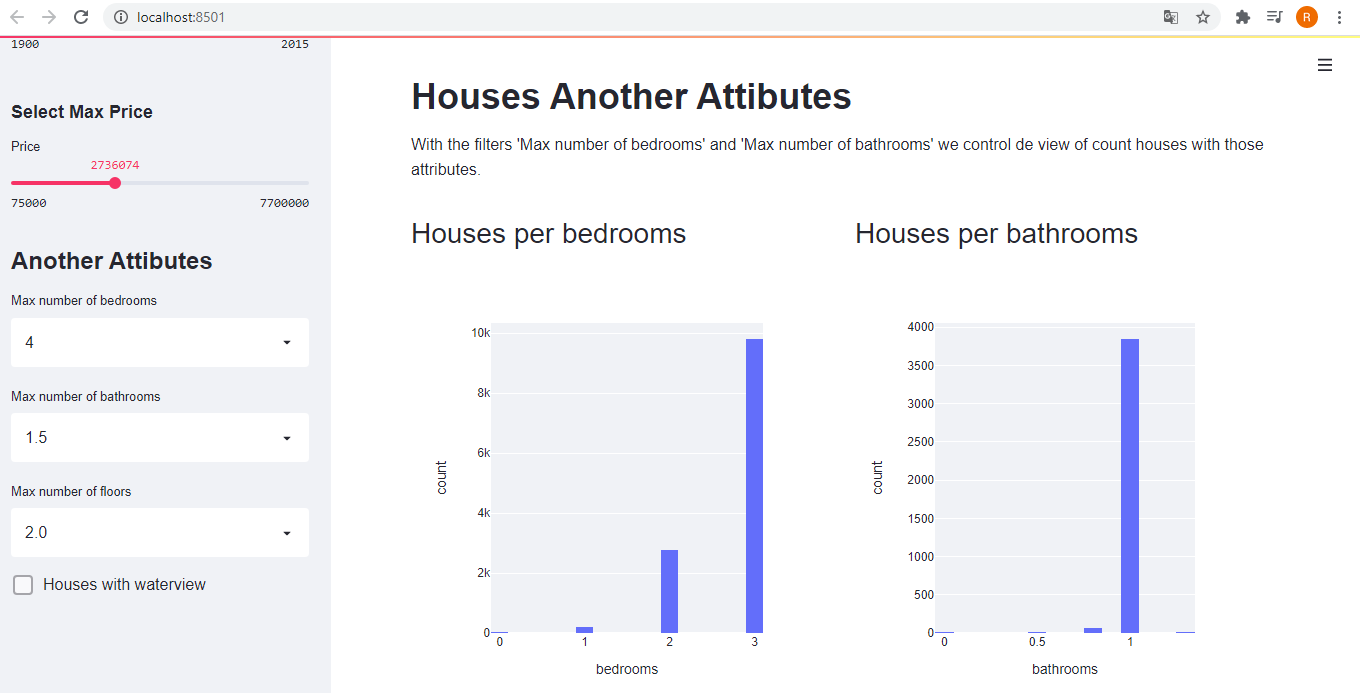 localhost:8501
R
1900 2015
Select Max Price
Price
2736074
75000 7700000
Another Attibutes
Max number of bedrooms
4
Max number of bathrooms
1.5
Max number of floors
2.0
Houses with waterview
Houses Another Attibutes
With the filters 'Max number of bedrooms' and 'Max number of bathrooms' we control de view of count houses with those
attributes.
Houses per bedrooms
10k
8k
6k
4k
2k
0
count
0 1 2 3
bedrooms
Houses per bathrooms
4000
3500
3000
2500
2000
1500
1000
500
0
count
0 0.5 1
bathrooms